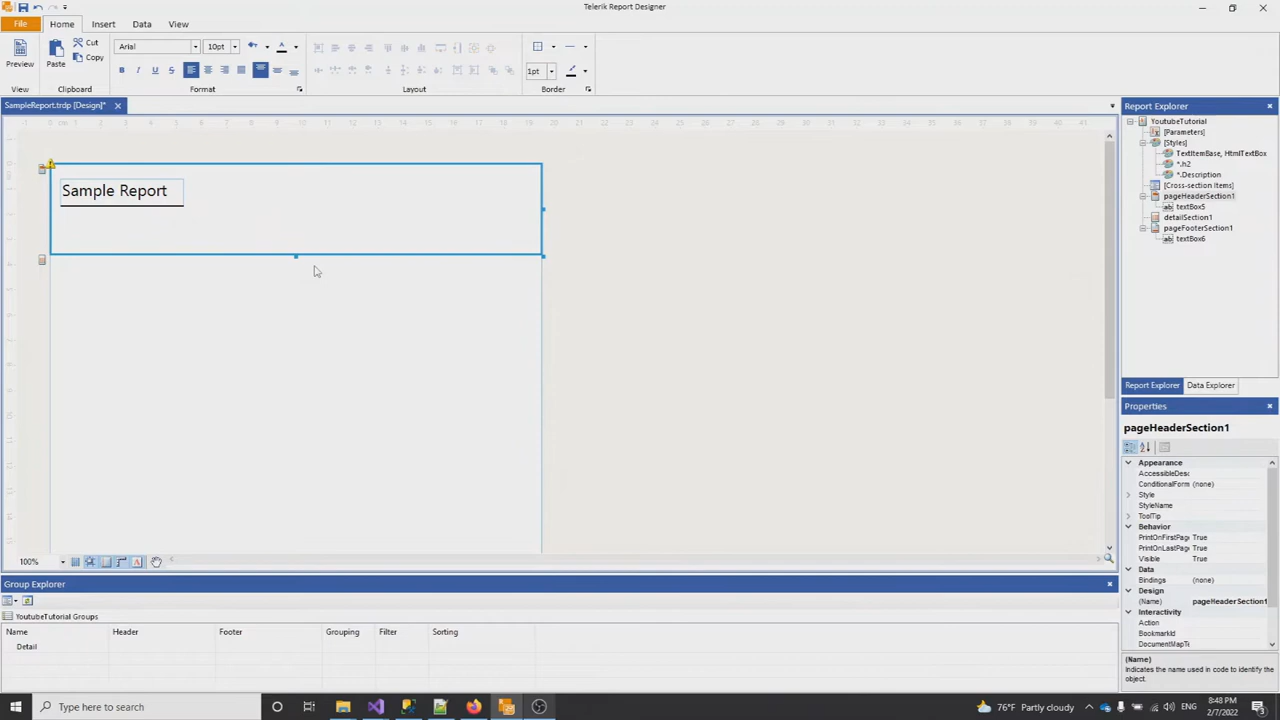 Telerik Report Designer
File Home Insert Data View
Preview
Paste
Cut
Copy
Arial 10pt
1pt
View Clipboard Format Layout Border
SampleReport.trdp [Design]*
Report Explorer
YoutubeTutorial
[Parameters]
[Styles]
TextItemBase, HtmlTextBox
*.h2
*.Description
[Cross-section Items]
pageHeaderSection1
textBox5
detailSection1
pageFooterSection1
textBox6
Sample Report
Report Explorer Data Explorer
Properties
pageHeaderSection1
Appearance
AccessibleDesc
ConditionalForm (none)
Style
StyleName
ToolTip
Behavior
PrintOnFirstPag True
PrintOnLastPag True
Visible True
Data
Bindings (none)
Design
(Name) pageHeaderSection1
Interactivity
Action
BookmarkId
DocumentMapTe
(Name)
Indicates the name used in code to identify the
object.
100%
Group Explorer
YoutubeTutorial Groups
Name Header Footer Grouping Filter Sorting
Detail
Type here to search
76°F Partly cloudy
ENG
8:48 PM
2/7/2022